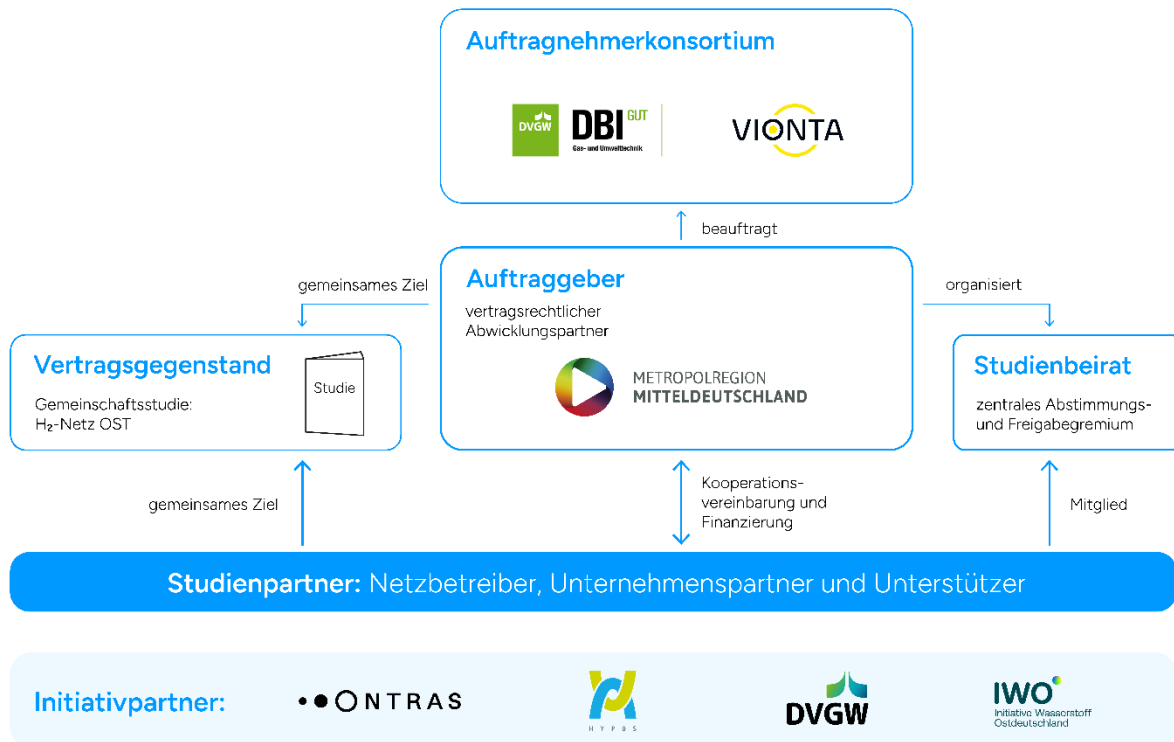 Auftragnehmerkonsortium
DVGW
DBI GUT
Gas- und Umwelttechnik
VIONTA
beauftragt
gemeinsames Ziel
Auftraggeber
vertragsrechtlicher
Abwicklungspartner
METROPOLREGION
MITTELDEUTSCHLAND
organisiert
Vertragsgegenstand
Gemeinschaftsstudie:
H₂-Netz OST
Studie
Studienbeirat
zentrales Abstimmungs-
und Freigabegremium
gemeinsames Ziel
Kooperations-
vereinbarung und
Finanzierung
Mitglied
Studienpartner: Netzbetreiber, Unternehmenspartner und Unterstützer
Initiativpartner:
ONTRAS
HYPOS
DVGW
IWO
Initiative Wasserstoff
Ostdeutschland